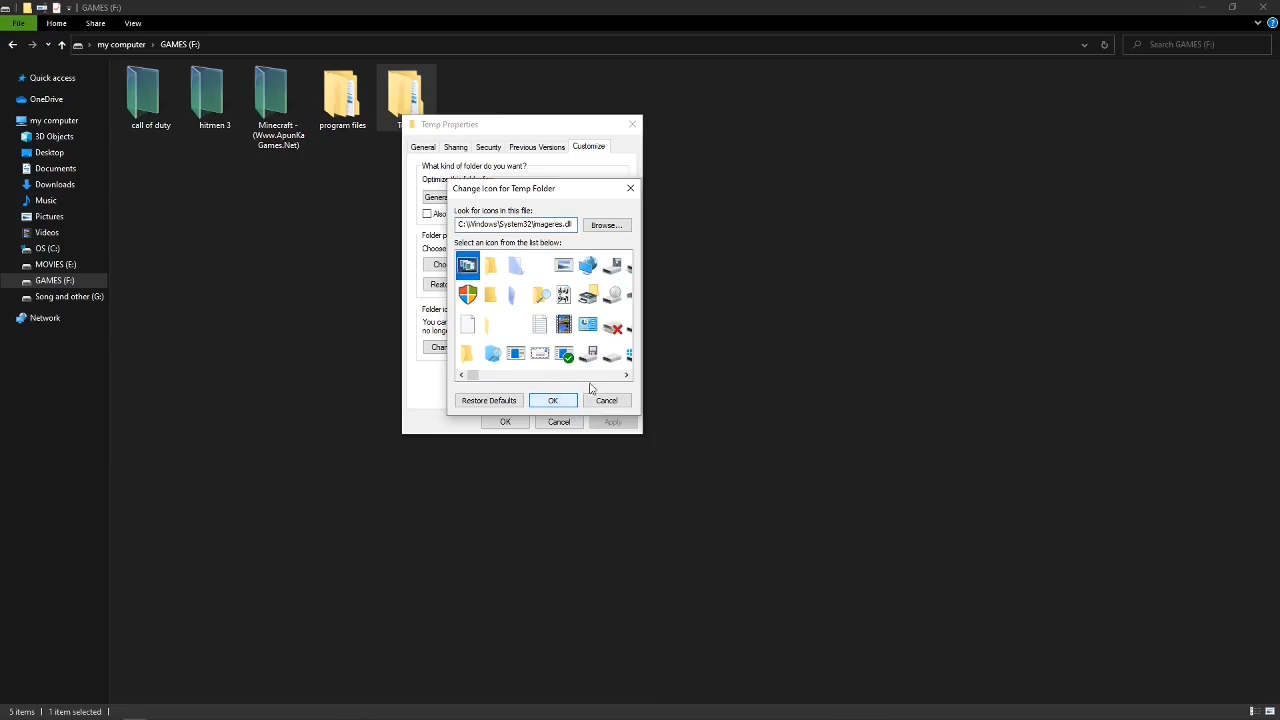 GAMES (F:)
File Home Share View
my computer > GAMES (F:)
Search GAMES (F:)
Quick access
OneDrive
my computer
3D Objects
Desktop
Documents
Downloads
Music
Pictures
Videos
OS (C:)
MOVIES (E:)
GAMES (F:)
Song and other (G:)
Network
call of duty
hitmen 3
Minecraft -
(Www.ApunKa
Games.Net)
program files
Temp Properties
General Sharing Security Previous Versions Customize
What kind of folder do you want?
Change Icon for Temp Folder
Look for icons in this file:
C:\Windows\System32\imageres.dll
Browse...
Select an icon from the list below:
Restore Defaults OK Cancel
OK Cancel Apply
5 items 1 item selected